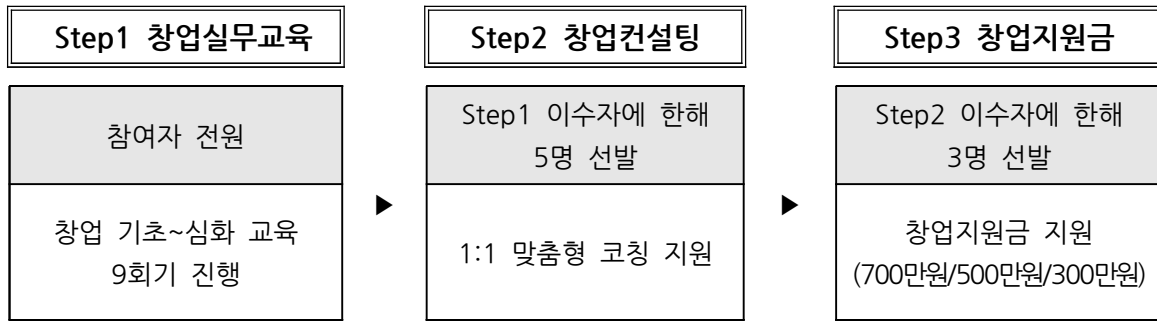 Step1 창업실무교육
참여자 전원
창업 기초~심화 교육
9회기 진행
▶
Step2 창업컨설팅
Step1 이수자에 한해
5명 선발
1:1 맞춤형 코칭 지원
▶
Step3 창업지원금
Step2 이수자에 한해
3명 선발
창업지원금 지원
(700만원/500만원/300만원)